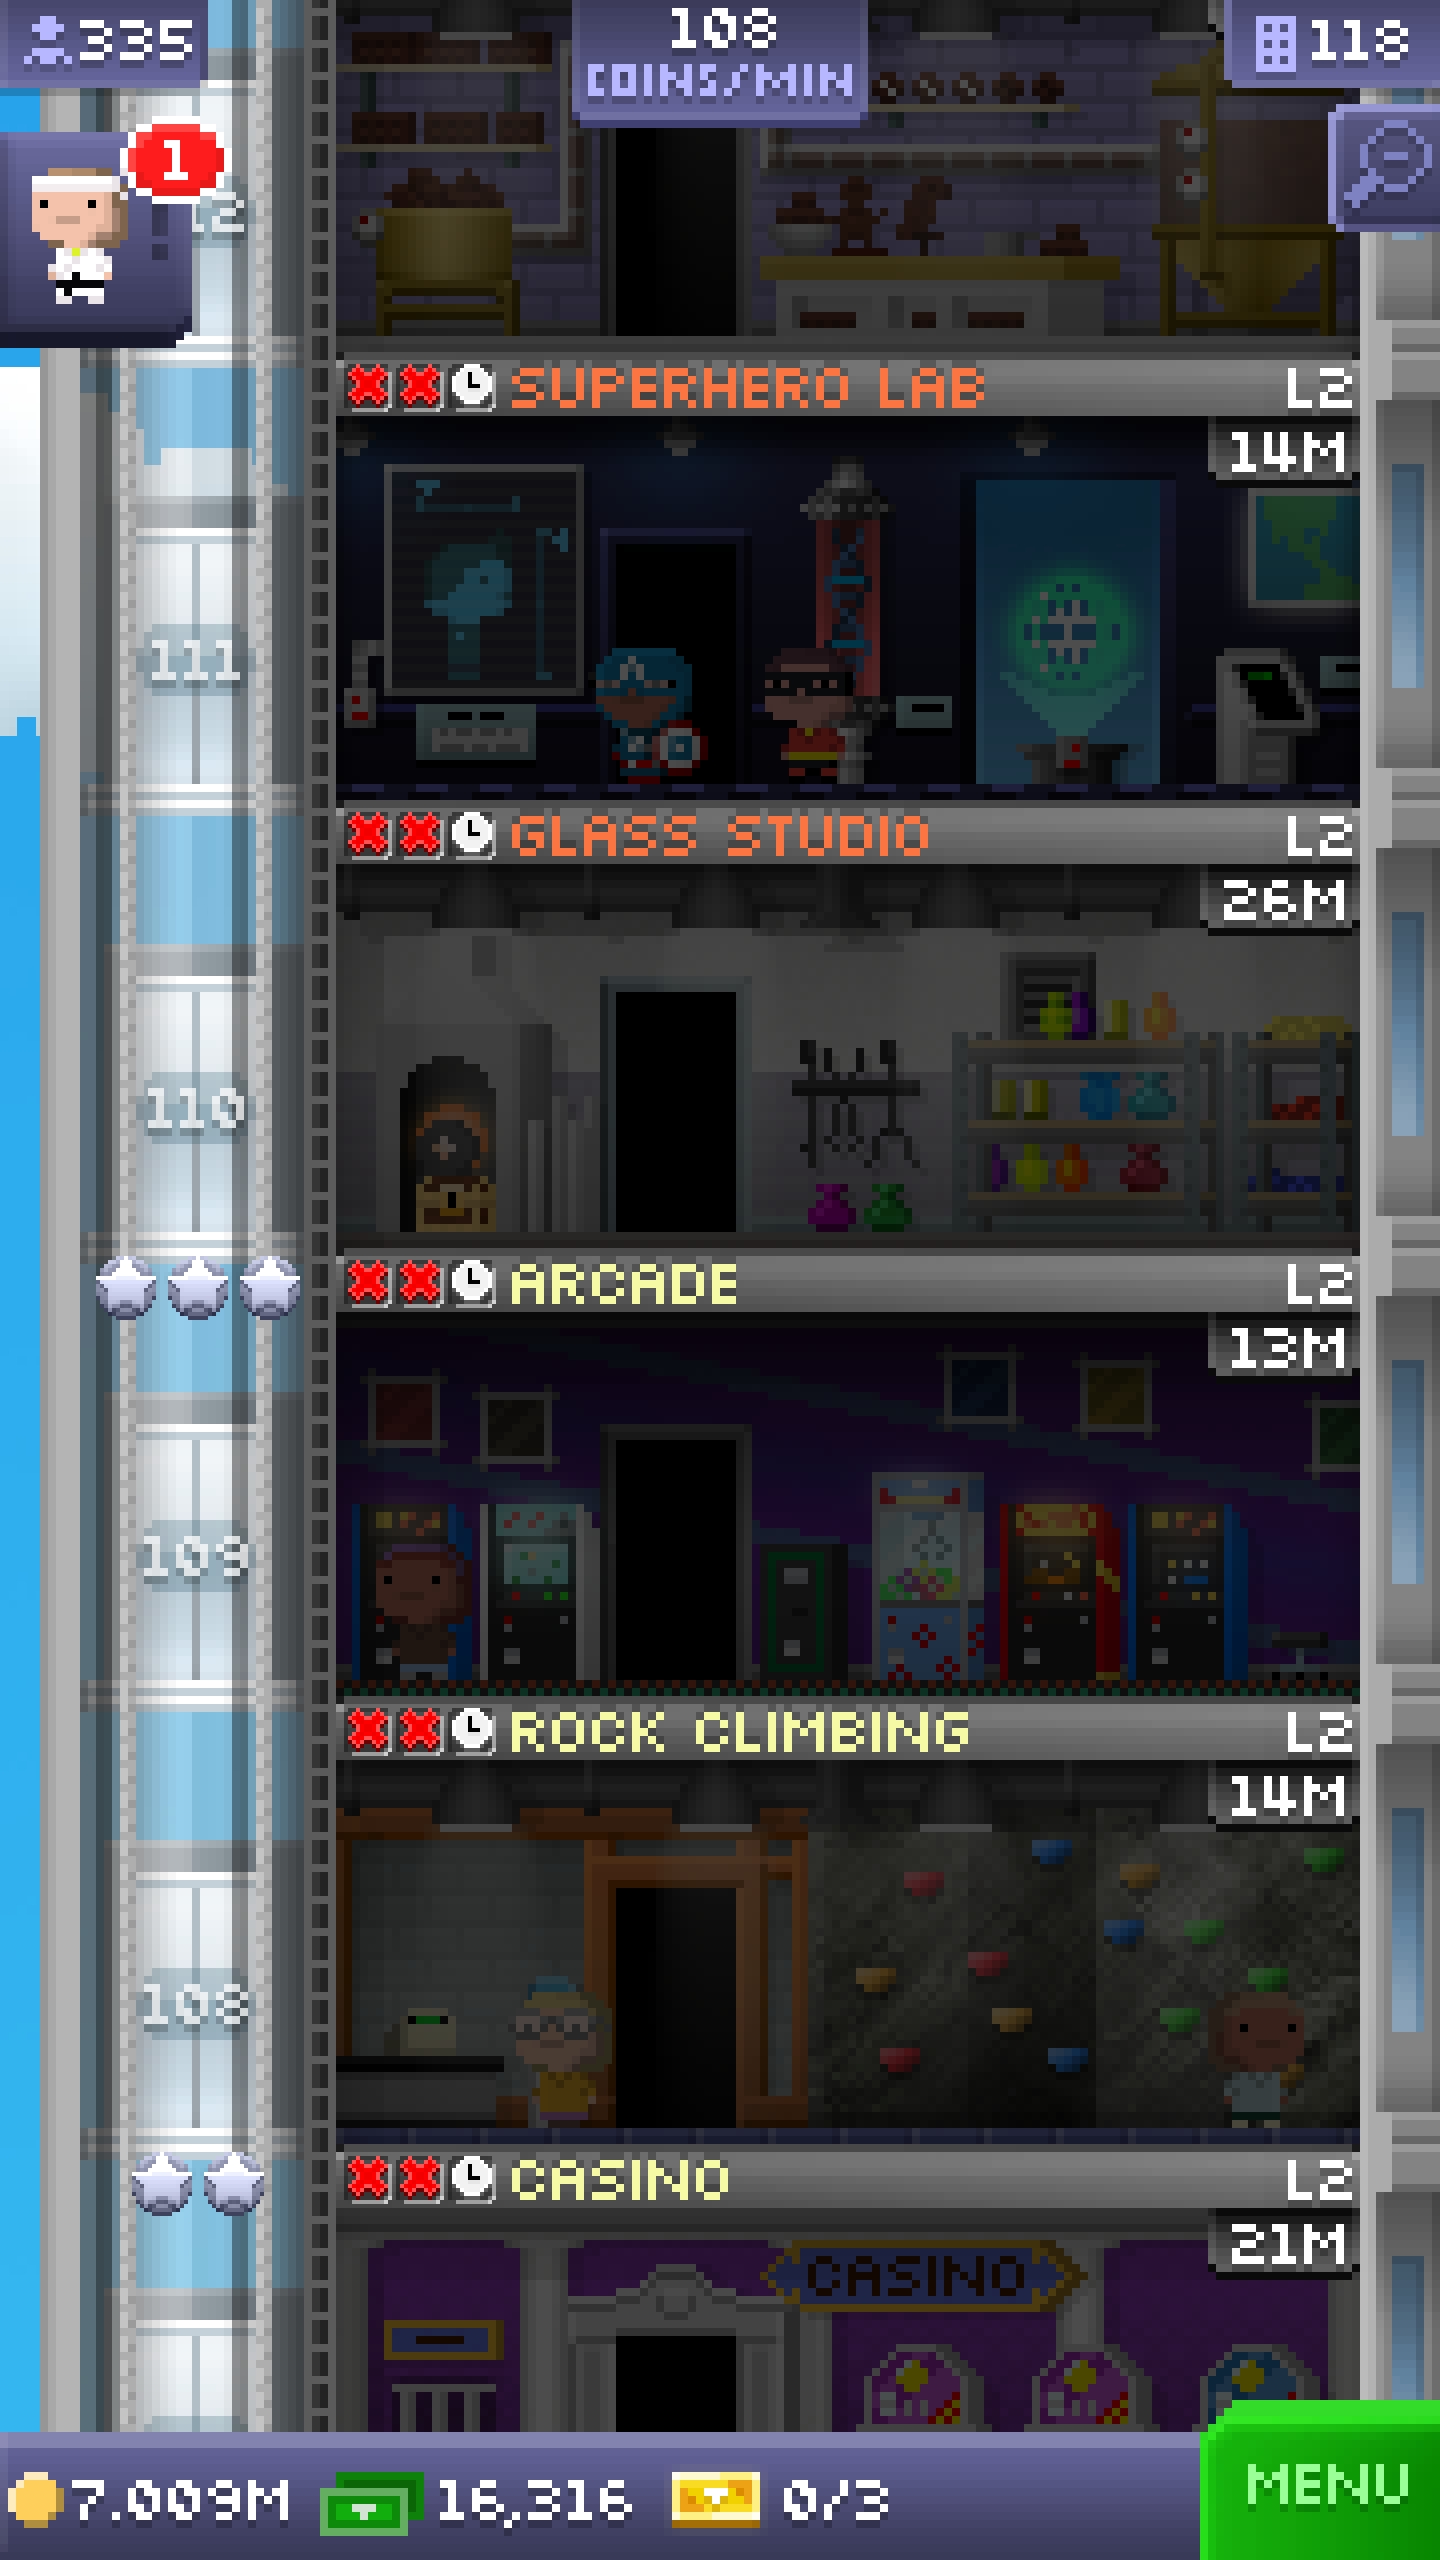 335
108
COINS/MIN
118
1
SUPERHERO LAB L2
14M
111
GLASS STUDIO L2
26M
110
ARCADE L2
13M
109
ROCK CLIMBING L2
14M
108
CASINO L2
21M
CASINO
7.009M 16,316 0/3
MENU